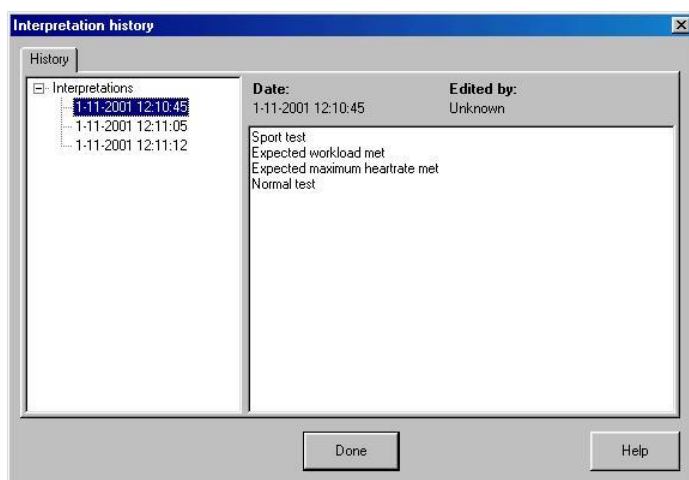 Interpretation history
History
Interpretations
1-11-2001 12:10:45
1-11-2001 12:11:05
1-11-2001 12:11:12
Date:
Edited by:
1-11-2001 12:10:45
Unknown
Sport test
Expected workload met
Expected maximum heartrate met
Normal test
Done
Help